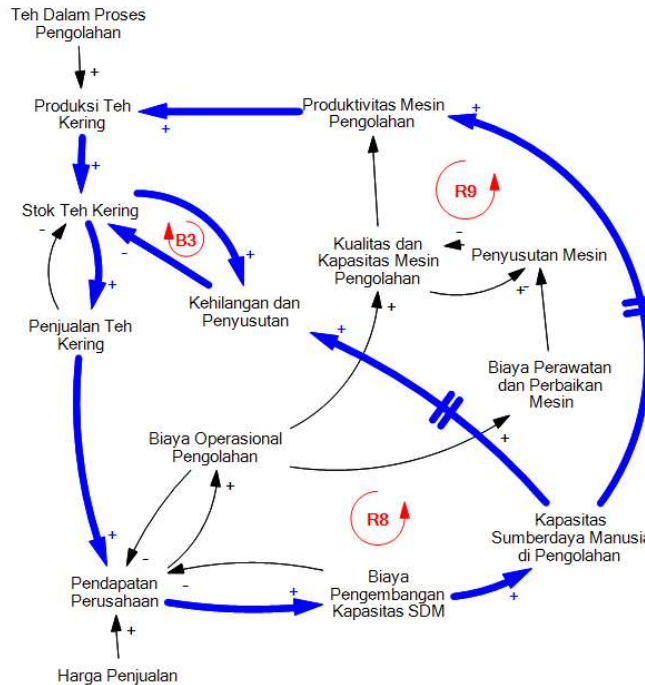 Teh Dalam Proses
Pengolahan
+
Produksi Teh
Kering
+
Produktivitas Mesin
Pengolahan
+
+
Stok Teh Kering
-
-
B3
R9
+
+
Penjualan Teh
Kering
Kehilangan dan
Penyusutan
+
Kualitas dan
Kapasitas Mesin
Pengolahan
+
-
Penyusutan Mesin
+
-
Biaya Perawatan
dan Perbaikan
Mesin
+
Biaya Operasional
Pengolahan
+
R8
Kapasitas
Sumberdaya Manusia
di Pengolahan
+
+
-
-
Pendapatan
Perusahaan
+
Biaya
Pengembangan
Kapasitas SDM
+
+
Harga Penjualan